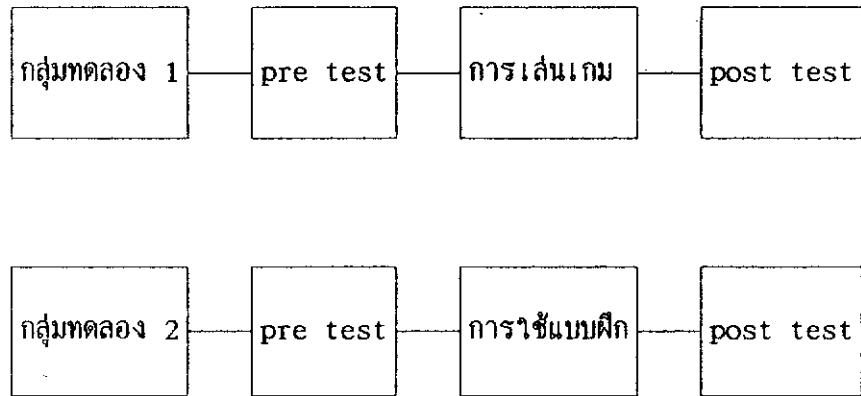 กลุ่มทดลอง 1 pre test การเล่นเกม post test
กลุ่มทดลอง 2 pre test การใช้แบบฝึก post test